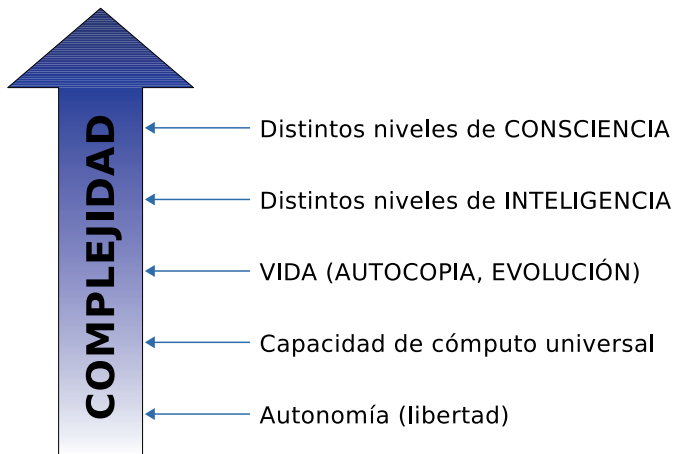 COMPLEJIDAD
Distintos niveles de CONSCIENCIA
Distintos niveles de INTELIGENCIA
VIDA (AUTOCOPIA, EVOLUCIÓN)
Capacidad de cómputo universal
Autonomía (libertad)